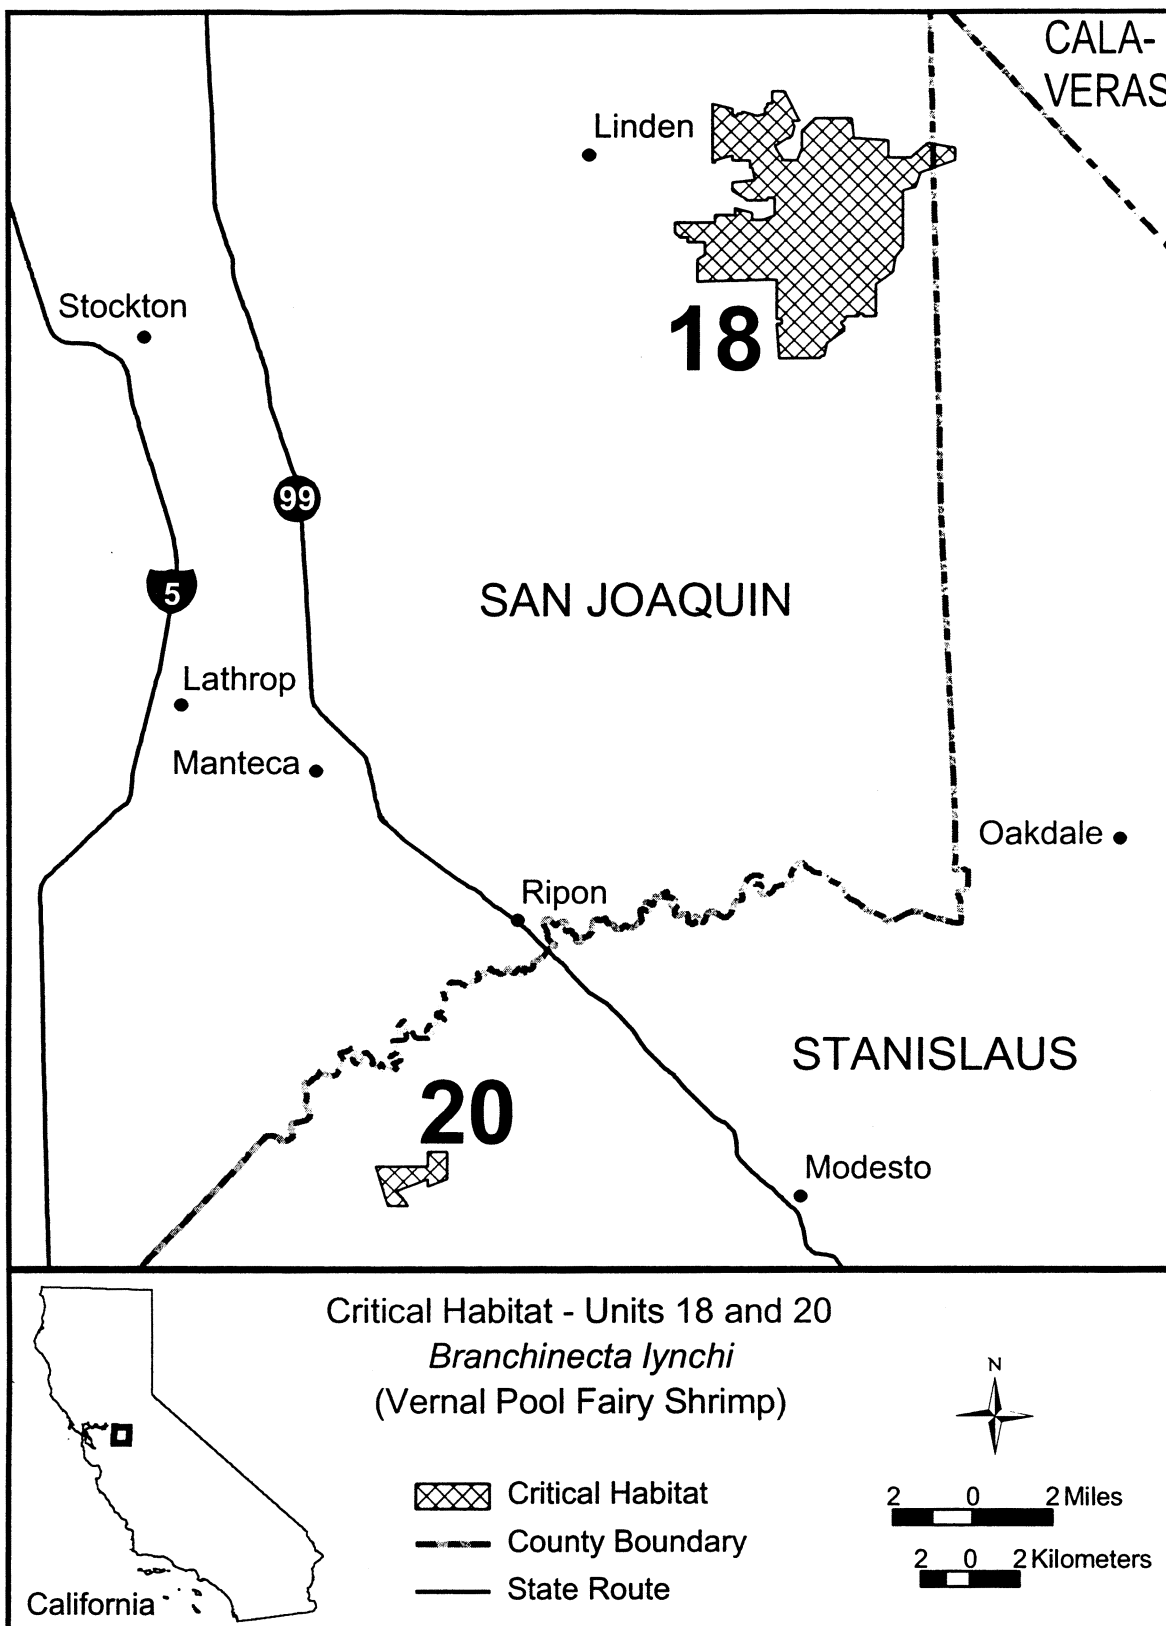 CALA-
VERAS
Linden
18
Stockton
99
5
SAN JOAQUIN
Lathrop
Manteca
Oakdale
Ripon
STANISLAUS
20
Modesto
Critical Habitat - Units 18 and 20
Branchinecta lynchi
(Vernal Pool Fairy Shrimp)
N
Critical Habitat
County Boundary
State Route
2 0 2 Miles
2 0 2 Kilometers
California